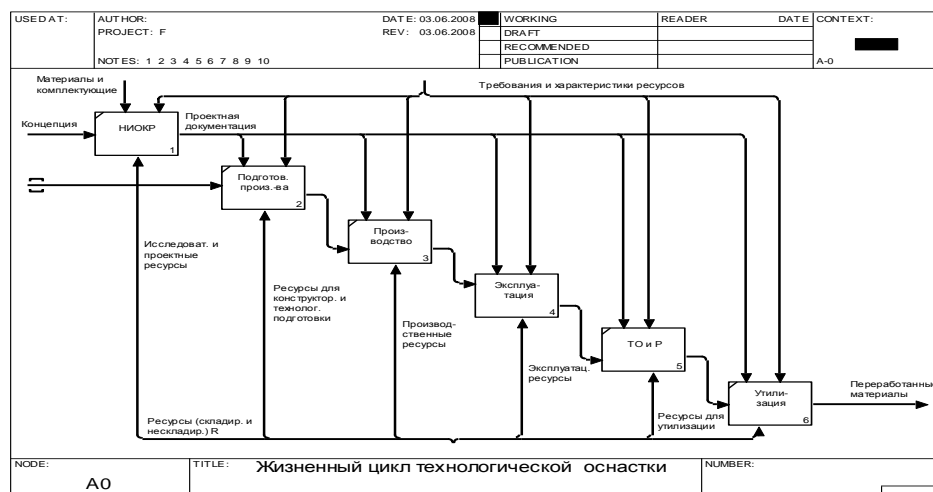 USED AT:
AUTHOR:
DATE: 03.06.2008
WORKING
READER
DATE
CONTEXT:
PROJECT: F
REV: 03.06.2008
DRAFT
RECOMMENDED
NOTES: 1 2 3 4 5 6 7 8 9 10
PUBLICATION
A-0
Материалы и
комплектующие
Требования и характеристики ресурсов
Концепция
НИОКР
1
Проектная
документация
Подготов.
произ.-ва
2
Произ-
водство
3
Исследоват. и
проектные
ресурсы
Эксплуа-
тация
4
Ресурсы для
конструктор. и
технолог.
подготовки
Производ-
ственные
ресурсы
ТО и Р
5
Эксплуатац.
ресурсы
Утили-
зация
6
Переработанные
материалы
Ресурсы (складир. и
нескладир.) R
Ресурсы для
утилизации
NODE:
TITLE:
Жизненный цикл технологической оснастки
NUMBER:
A0